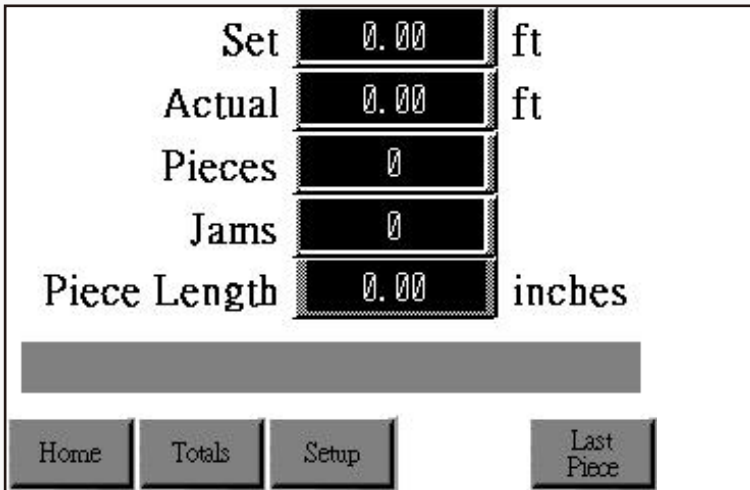 Set 0.00 ft
Actual 0.00 ft
Pieces 0
Jams 0
Piece Length 0.00 inches
Home Totals Setup Last
Piece